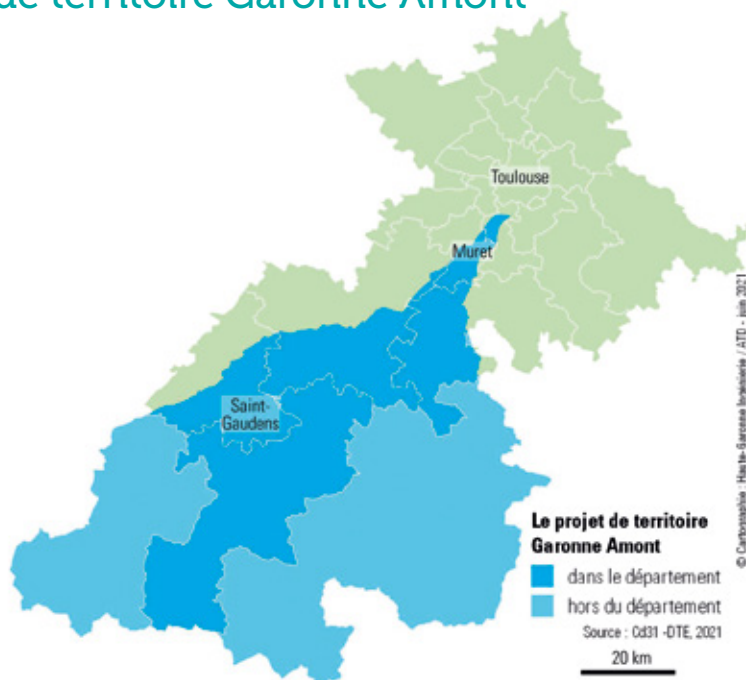 de territoire Garonne Amont
Toulouse
Muret
Saint-
Gaudens
Le projet de territoire
Garonne Amont
dans le département
hors du département
Source : Cd31 -DTE, 2021
20 km
© Cartographie : Haute-Garonne Ingénierie / ATD - juin 2021